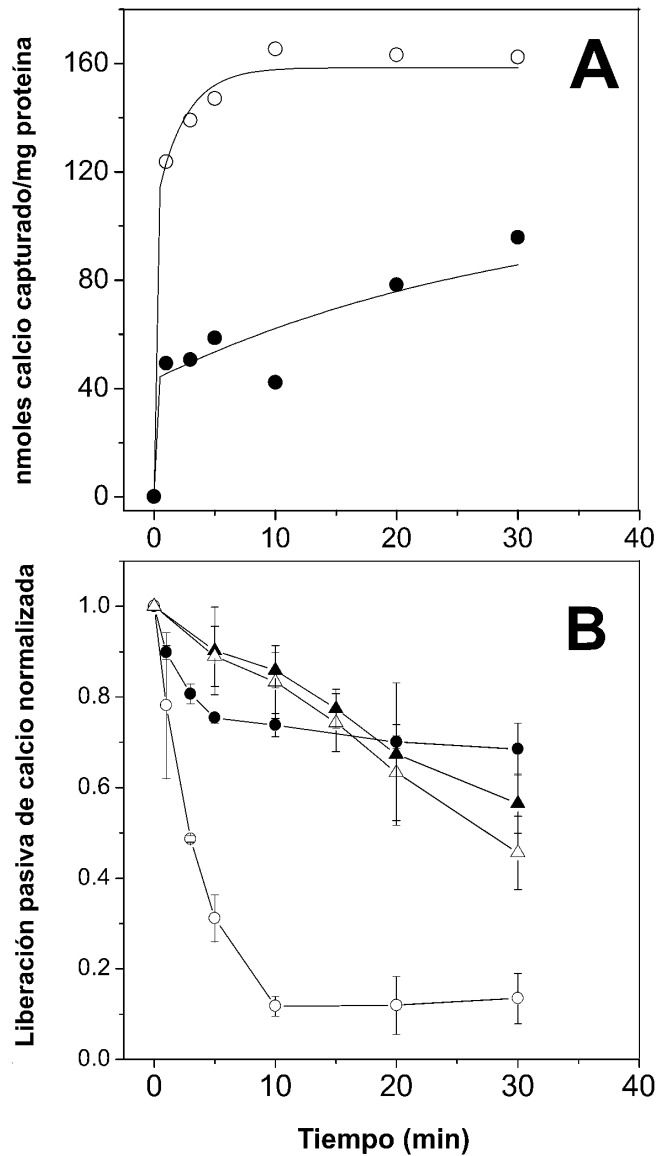 A
nmoles calcio capturado/mg proteína
160
120
80
40
0
0 10 20 30 40
B
Liberación pasiva de calcio normalizada
1.0
0.8
0.6
0.4
0.2
0.0
0 10 20 30 40
Tiempo (min)